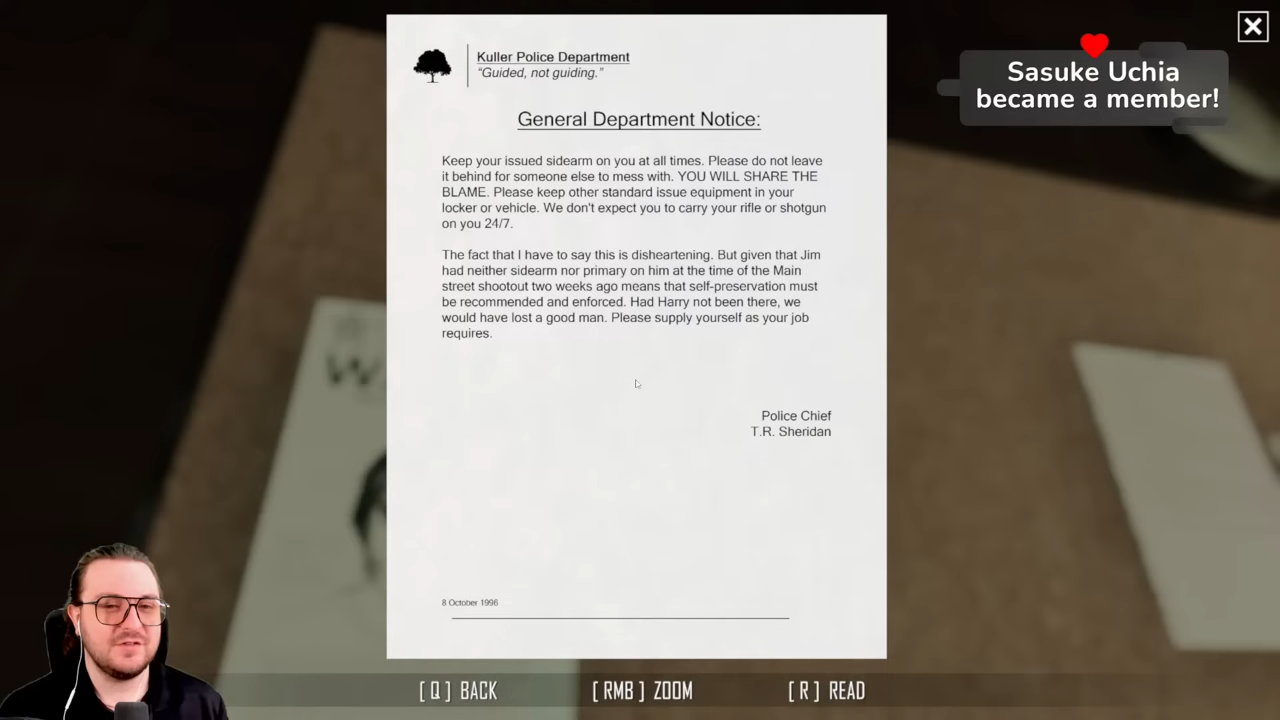 Kuller Police Department
“Guided, not guiding.”
General Department Notice:
Keep your issued sidearm on you at all times. Please do not leave
it behind for someone else to mess with. YOU WILL SHARE THE
BLAME. Please keep other standard issue equipment in your
locker or vehicle. We don't expect you to carry your rifle or shotgun
on you 24/7.
The fact that I have to say this is disheartening. But given that Jim
had neither sidearm nor primary on him at the time of the Main
street shootout two weeks ago means that self-preservation must
be recommended and enforced. Had Harry not been there, we
would have lost a good man. Please supply yourself as your job
requires.
Police Chief
T.R. Sheridan
8 October 1996
Sasuke Uchia
became a member!
[ Q ] BACK
[ RMB ] ZOOM
[ R ] READ